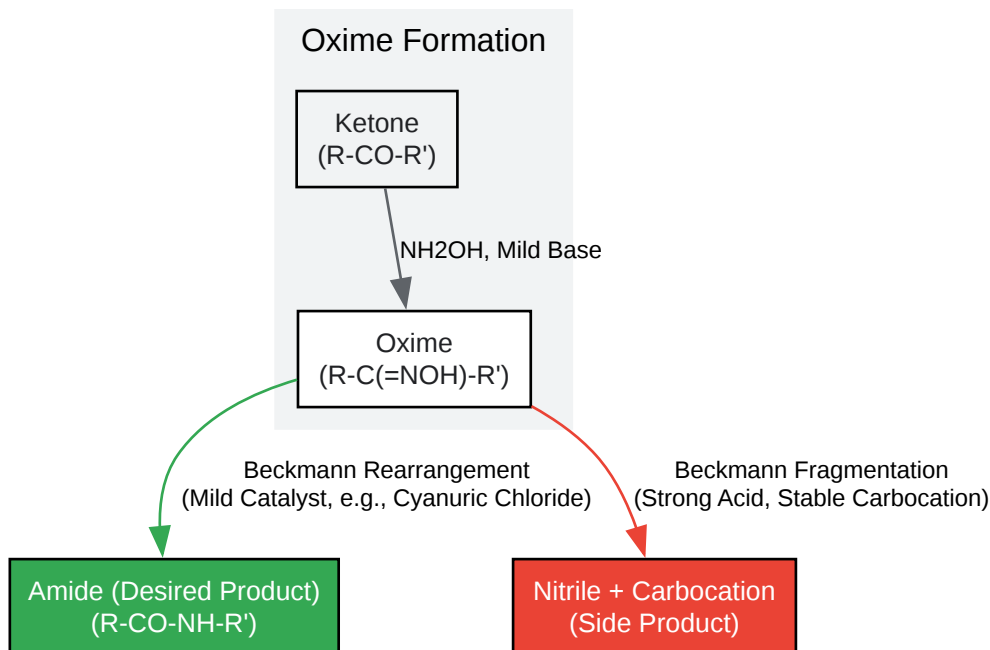 Oxime Formation
Ketone
(R-CO-R')
NH2OH, Mild Base
Oxime
(R-C(=NOH)-R')
Beckmann Rearrangement
(Mild Catalyst, e.g., Cyanuric Chloride)
Beckmann Fragmentation
(Strong Acid, Stable Carbocation)
Amide (Desired Product)
(R-CO-NH-R')
Nitrile + Carbocation
(Side Product)